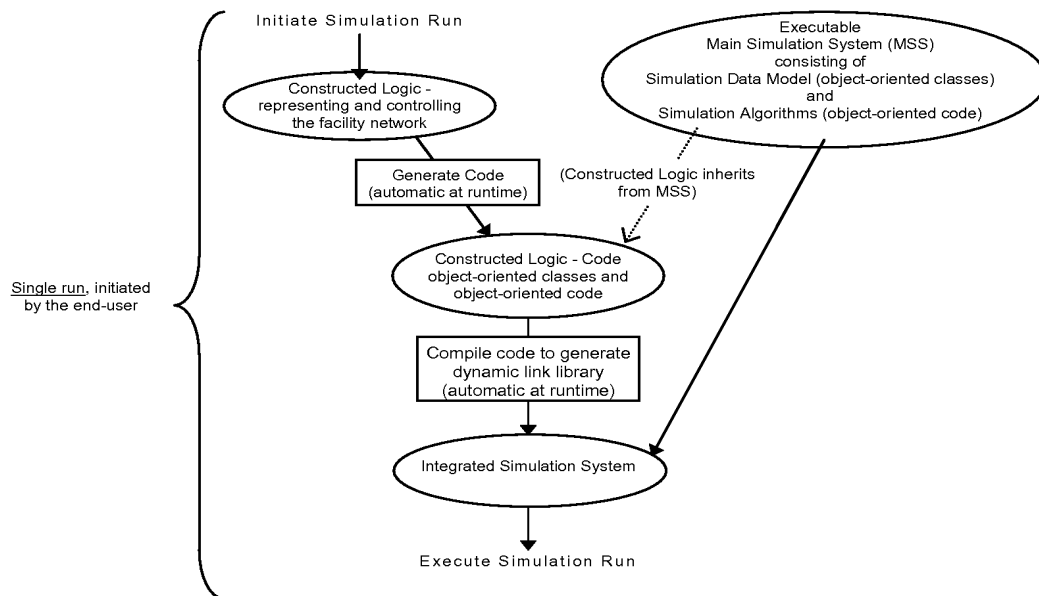 Initiate Simulation Run
Executable
Main Simulation System (MSS)
consisting of
Simulation Data Model (object-oriented classes)
and
Simulation Algorithms (object-oriented code)
Constructed Logic -
representing and controlling
the facility network
Generate Code
(automatic at runtime)
(Constructed Logic inherits
from MSS)
Constructed Logic - Code
object-oriented classes and
object-oriented code
Single run, initiated
by the end-user
Compile code to generate
dynamic link library
(automatic at runtime)
Integrated Simulation System
Execute Simulation Run